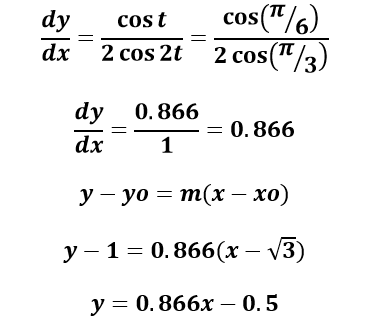 dy/dx = cos t / 2 cos 2t = cos(π/6) / 2 cos(π/3)
dy/dx = 0.866 / 1 = 0.866
y − yo = m(x − xo)
y − 1 = 0.866(x − √3)
y = 0.866x − 0.5